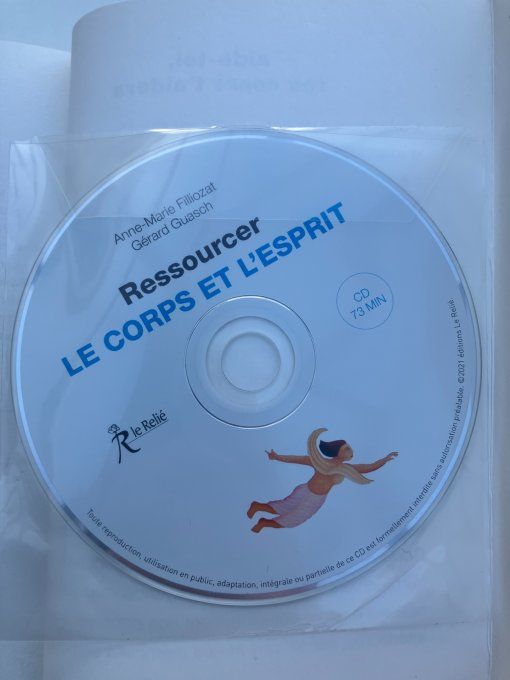 Anne-Marie Filliozat
Gérard Guasch
Ressourcer
LE CORPS ET L'ESPRIT
CD
73 MIN
le Relié
Toute reproduction, utilisation en public, adaptation, intégrale ou partielle de ce CD est formellement interdite sans autorisation préalable. ©2021 éditions Le Relié